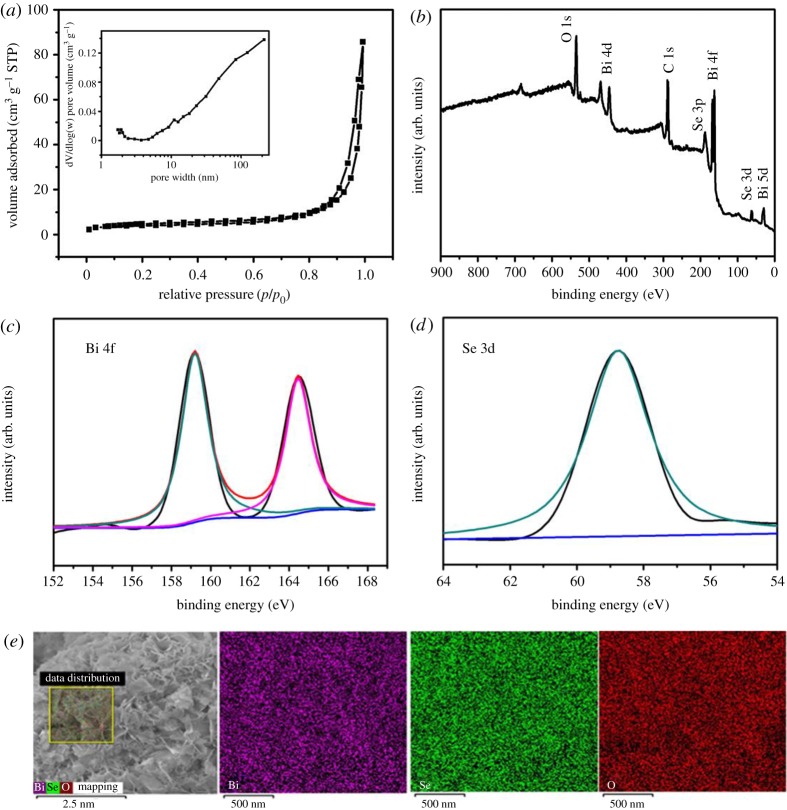 (a)
volume adsorbed (cm3 g–1 STP)
100
80
60
40
20
0
0
0.2
0.4
0.6
0.8
1.0
relative pressure (p/p0)
dV/dlog(w) pore volume (cm3 g–1)
0.12
0.08
0.04
0
1
10
100
pore width (nm)
(b)
intensity (arb. units)
O 1s
Bi 4d
C 1s
Se 3p
Bi 4f
Se 3d
Bi 5d
900
800
700
600
500
400
300
200
100
0
binding energy (eV)
(c)
Bi 4f
intensity (arb. units)
152
154
156
158
160
162
164
166
168
binding energy (eV)
(d)
Se 3d
intensity (arb. units)
64
62
60
58
56
54
binding energy (eV)
(e)
data distribution
Bi Se O mapping
2.5 nm
Bi
500 nm
Se
500 nm
O
500 nm